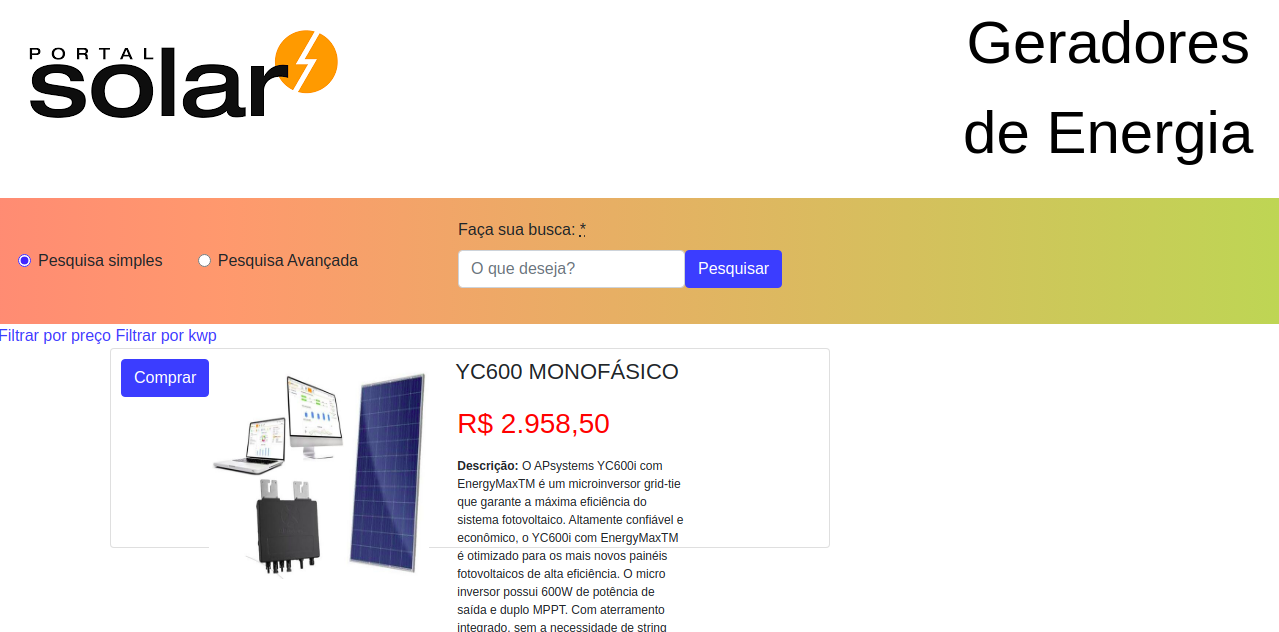 PORTAL
solar
Geradores
de Energia
Pesquisa simples
Pesquisa Avançada
Faça sua busca: *
O que deseja?
Pesquisar
Filtrar por preço Filtrar por kwp
Comprar
YC600 MONOFÁSICO
R$ 2.958,50
Descrição: O APsystems YC600i com
EnergyMaxTM é um microinversor grid-tie
que garante a máxima eficiência do
sistema fotovoltaico. Altamente confiável e
econômico, o YC600i com EnergyMaxTM
é otimizado para os mais novos painéis
fotovoltaicos de alta eficiência. O micro
inversor possui 600W de potência de
saída e duplo MPPT. Com aterramento
integrado, sem a necessidade de string